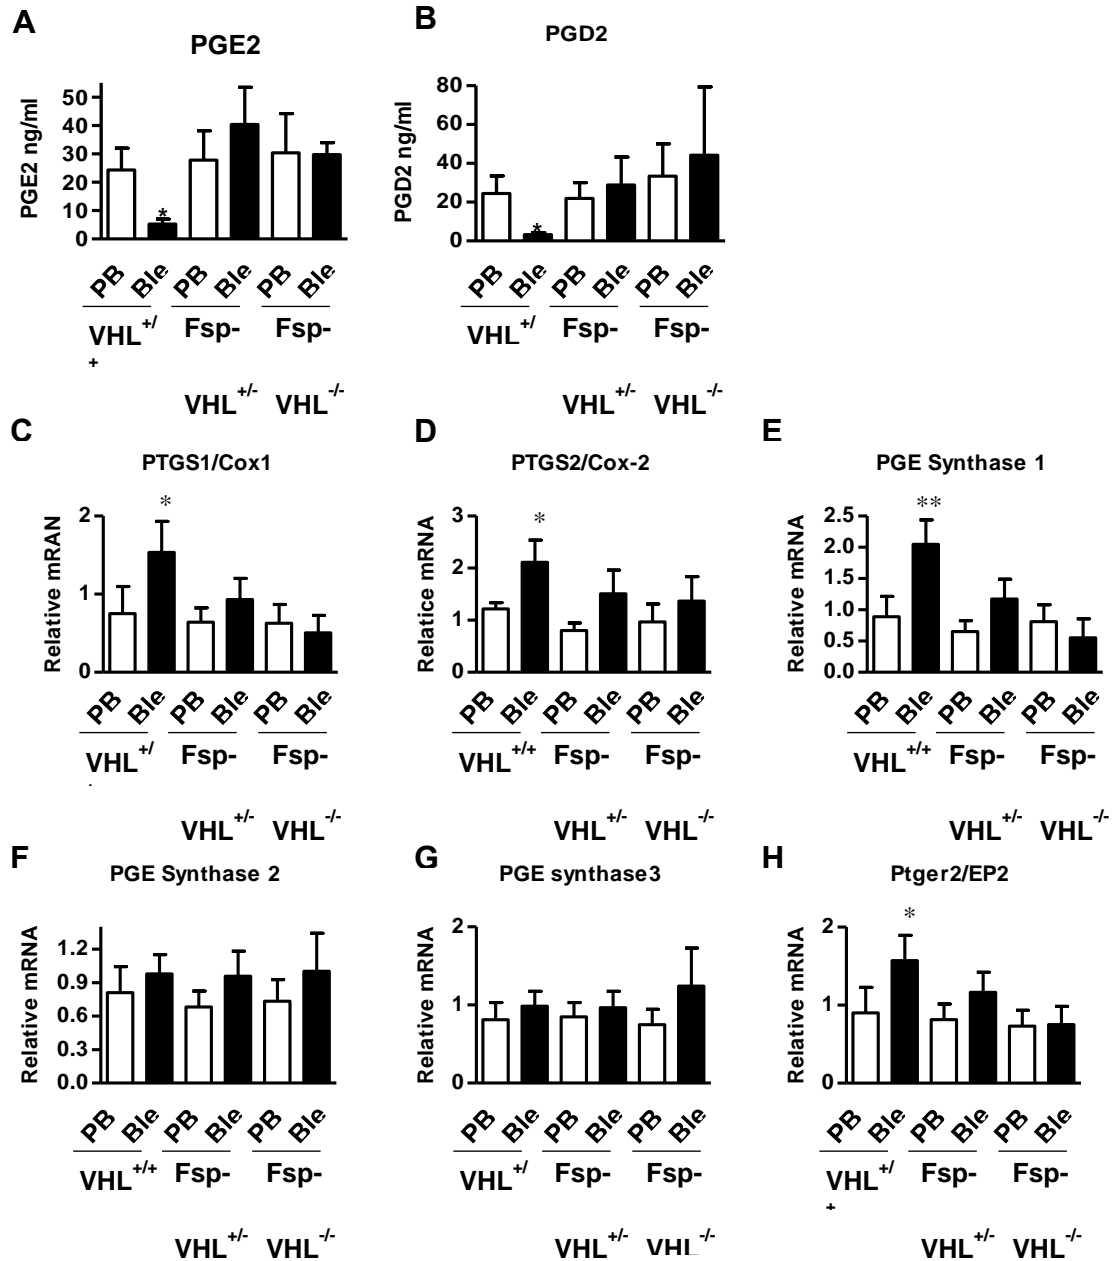 A
PGE2
PGE2 ng/ml
50
40
30
20
10
0
*
PB
Ble
PB
Ble
PB
Ble
VHL+/
+
Fsp-
Fsp-
VHL+/-
VHL-/-
B
PGD2
PGD2 ng/ml
80
60
40
20
0
*
PB
Ble
PB
Ble
PB
Ble
VHL+/
Fsp-
Fsp-
VHL+/-
VHL-/-
C
PTGS1/Cox1
Relative mRAN
2
1
0
*
PB
Ble
PB
Ble
PB
Ble
VHL+/
Fsp-
Fsp-
VHL+/-
VHL-/-
D
PTGS2/Cox-2
Relatice mRNA
3
2
1
0
*
PB
Ble
PB
Ble
PB
Ble
VHL+/+
Fsp-
Fsp-
VHL+/-
VHL-/-
E
PGE Synthase 1
Relative mRNA
2.5
2.0
1.5
1.0
0.5
0.0
**
PB
Ble
PB
Ble
PB
Ble
VHL+/+
Fsp-
Fsp-
VHL+/-
VHL-/-
F
PGE Synthase 2
Relative mRNA
1.2
0.9
0.6
0.3
0.0
PB
Ble
PB
Ble
PB
Ble
VHL+/+
Fsp-
Fsp-
VHL+/-
VHL-/-
G
PGE synthase3
Relative mRNA
2
1
0
PB
Ble
PB
Ble
PB
Ble
VHL+/
Fsp-
Fsp-
VHL+/-
VHL-/-
H
Ptger2/EP2
Relative mRNA
2
1
0
*
PB
Ble
PB
Ble
PB
Ble
VHL+/
+
Fsp-
Fsp-
VHL+/-
VHL-/-